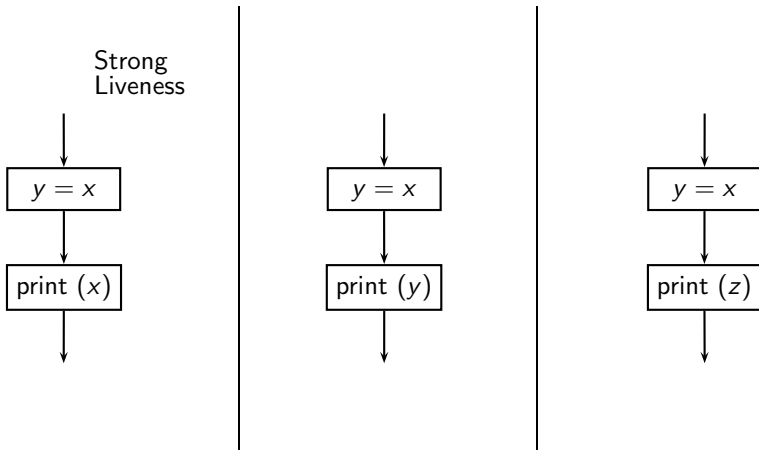 Strong
Liveness
y = x
print (x)
y = x
print (y)
y = x
print (z)